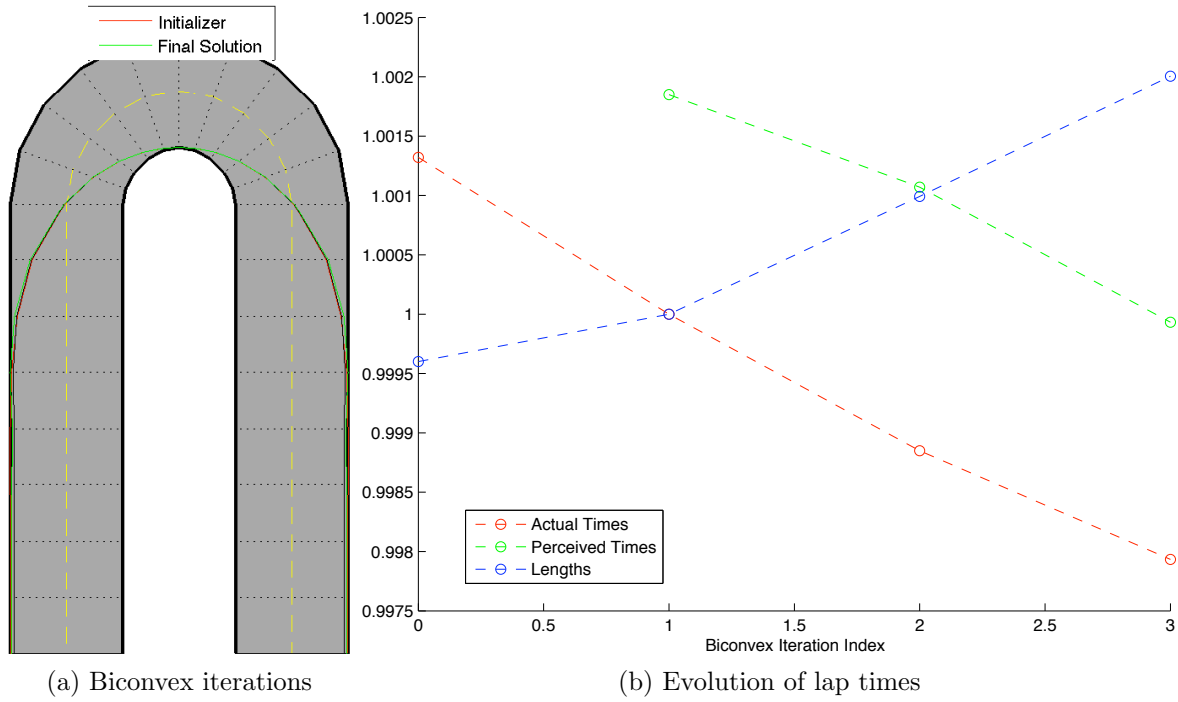 Initializer
Final Solution
(a) Biconvex iterations
1.0025
1.002
1.0015
1.001
1.0005
1
0.9995
0.999
0.9985
0.998
0.9975
Actual Times
Perceived Times
Lengths
0 0.5 1 1.5 2 2.5 3
Biconvex Iteration Index
(b) Evolution of lap times